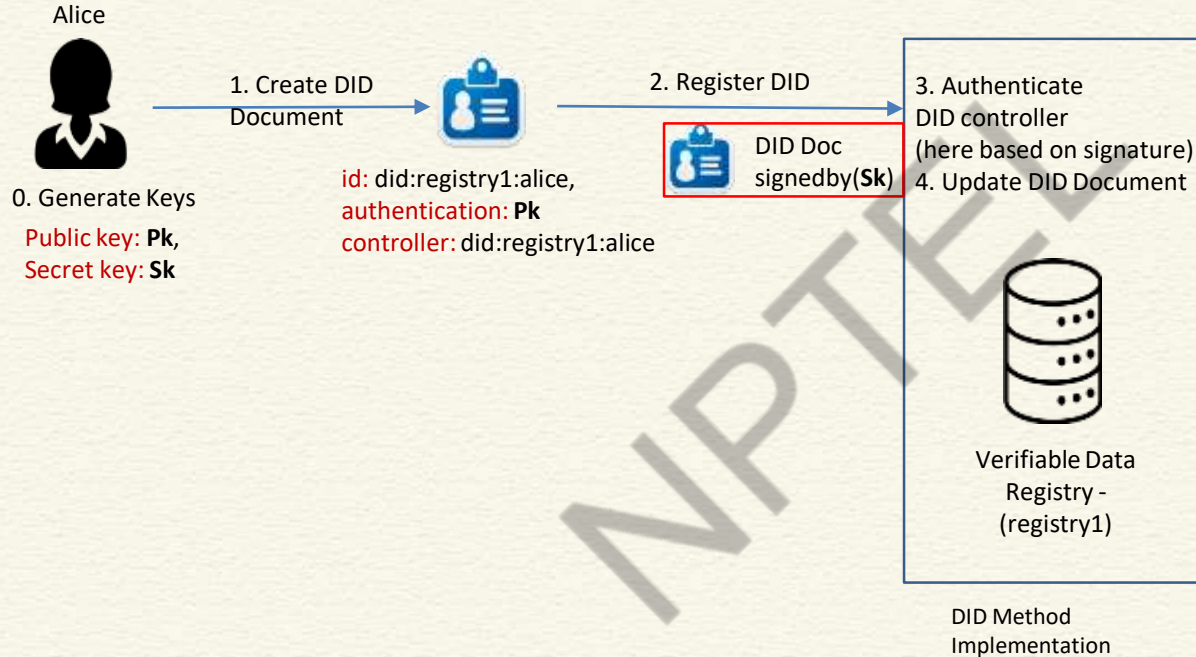 Alice
0. Generate Keys
Public key: Pk,
Secret key: Sk
1. Create DID
Document
id: did:registry1:alice,
authentication: Pk
controller: did:registry1:alice
2. Register DID
DID Doc
signedby(Sk)
3. Authenticate
DID controller
(here based on signature)
4. Update DID Document
Verifiable Data
Registry -
(registry1)
DID Method
Implementation
NPTEL